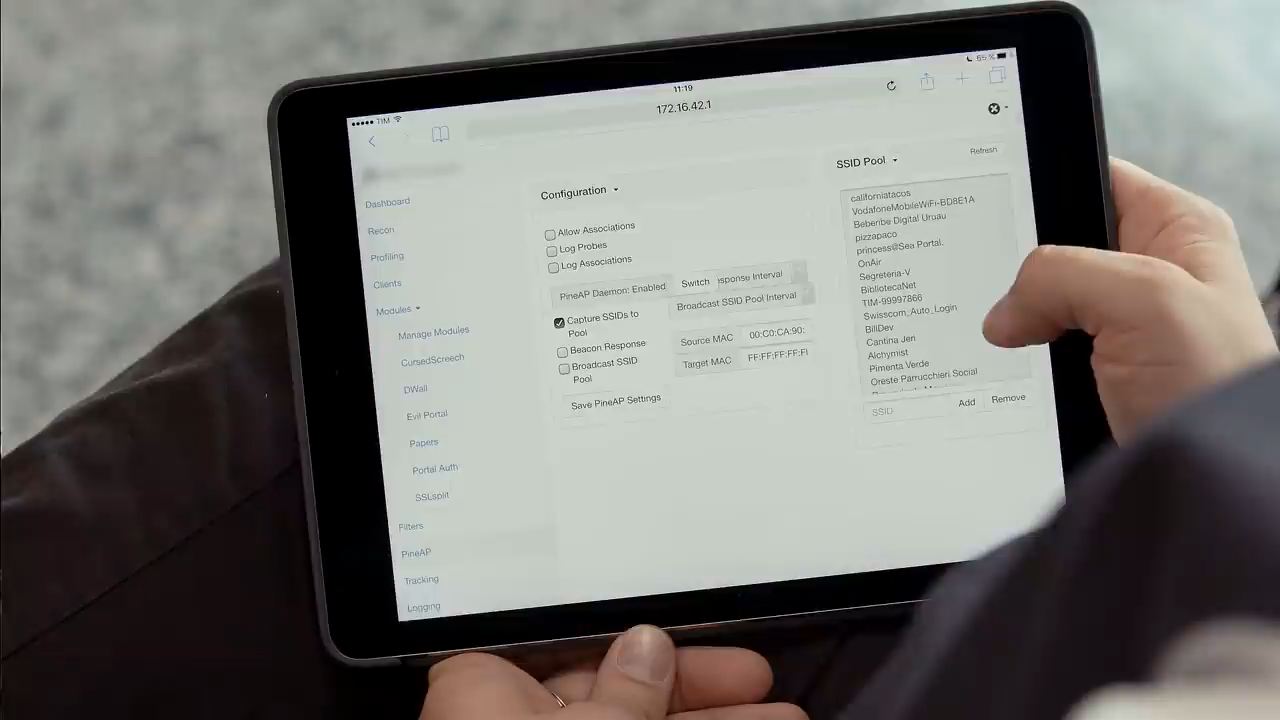 TIM
11:19
65 %
172.16.42.1
Dashboard
Recon
Profiling
Clients
Modules
Manage Modules
CursedScreech
DWall
Evil Portal
Papers
Portal Auth
SSLsplit
Filters
PineAP
Tracking
Logging
Configuration
Allow Associations
Log Probes
Log Associations
PineAP Daemon: Enabled
Switch
sponse Interval
Capture SSIDs to
Pool
Broadcast SSID Pool Interval
Beacon Response
Broadcast SSID
Pool
Source MAC
00:C0:CA:90:
Target MAC
FF:FF:FF:FF:FI
Save PineAP Settings
SSID Pool
Refresh
californiatacos
VodafoneMobileWiFi-BD8E1A
Beberibe Digital Uruau
pizzapaco
princess@Sea Portal.
OnAir
Segreteria-V
BibliotecaNet
TIM-99997866
Swisscom_Auto_Login
BillDev
Cantina Jen
Alchymist
Pimenta Verde
Oreste Parrucchieri Social
SSID
Add
Remove